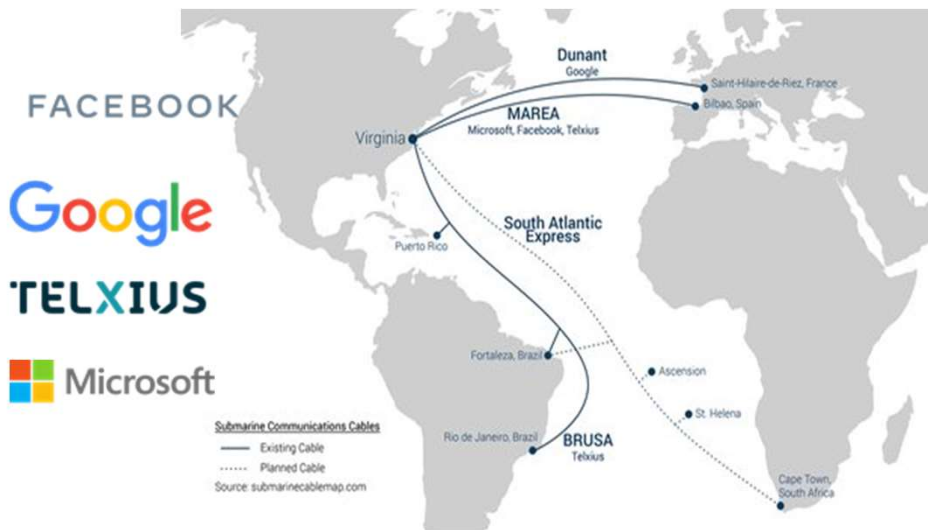 FACEBOOK
Google
TELXIUS
Microsoft
Dunant
Google
Saint-Hilaire-de-Riez, France
Bilbao, Spain
MAREA
Microsoft, Facebook, Telxius
Virginia
South Atlantic
Express
Puerto Rico
Fortaleza, Brazil
Ascension
St. Helena
Rio de Janeiro, Brazil
BRUSA
Telxius
Cape Town,
South Africa
Submarine Communications Cables
Existing Cable
Planned Cable
Source: submarinecablemap.com